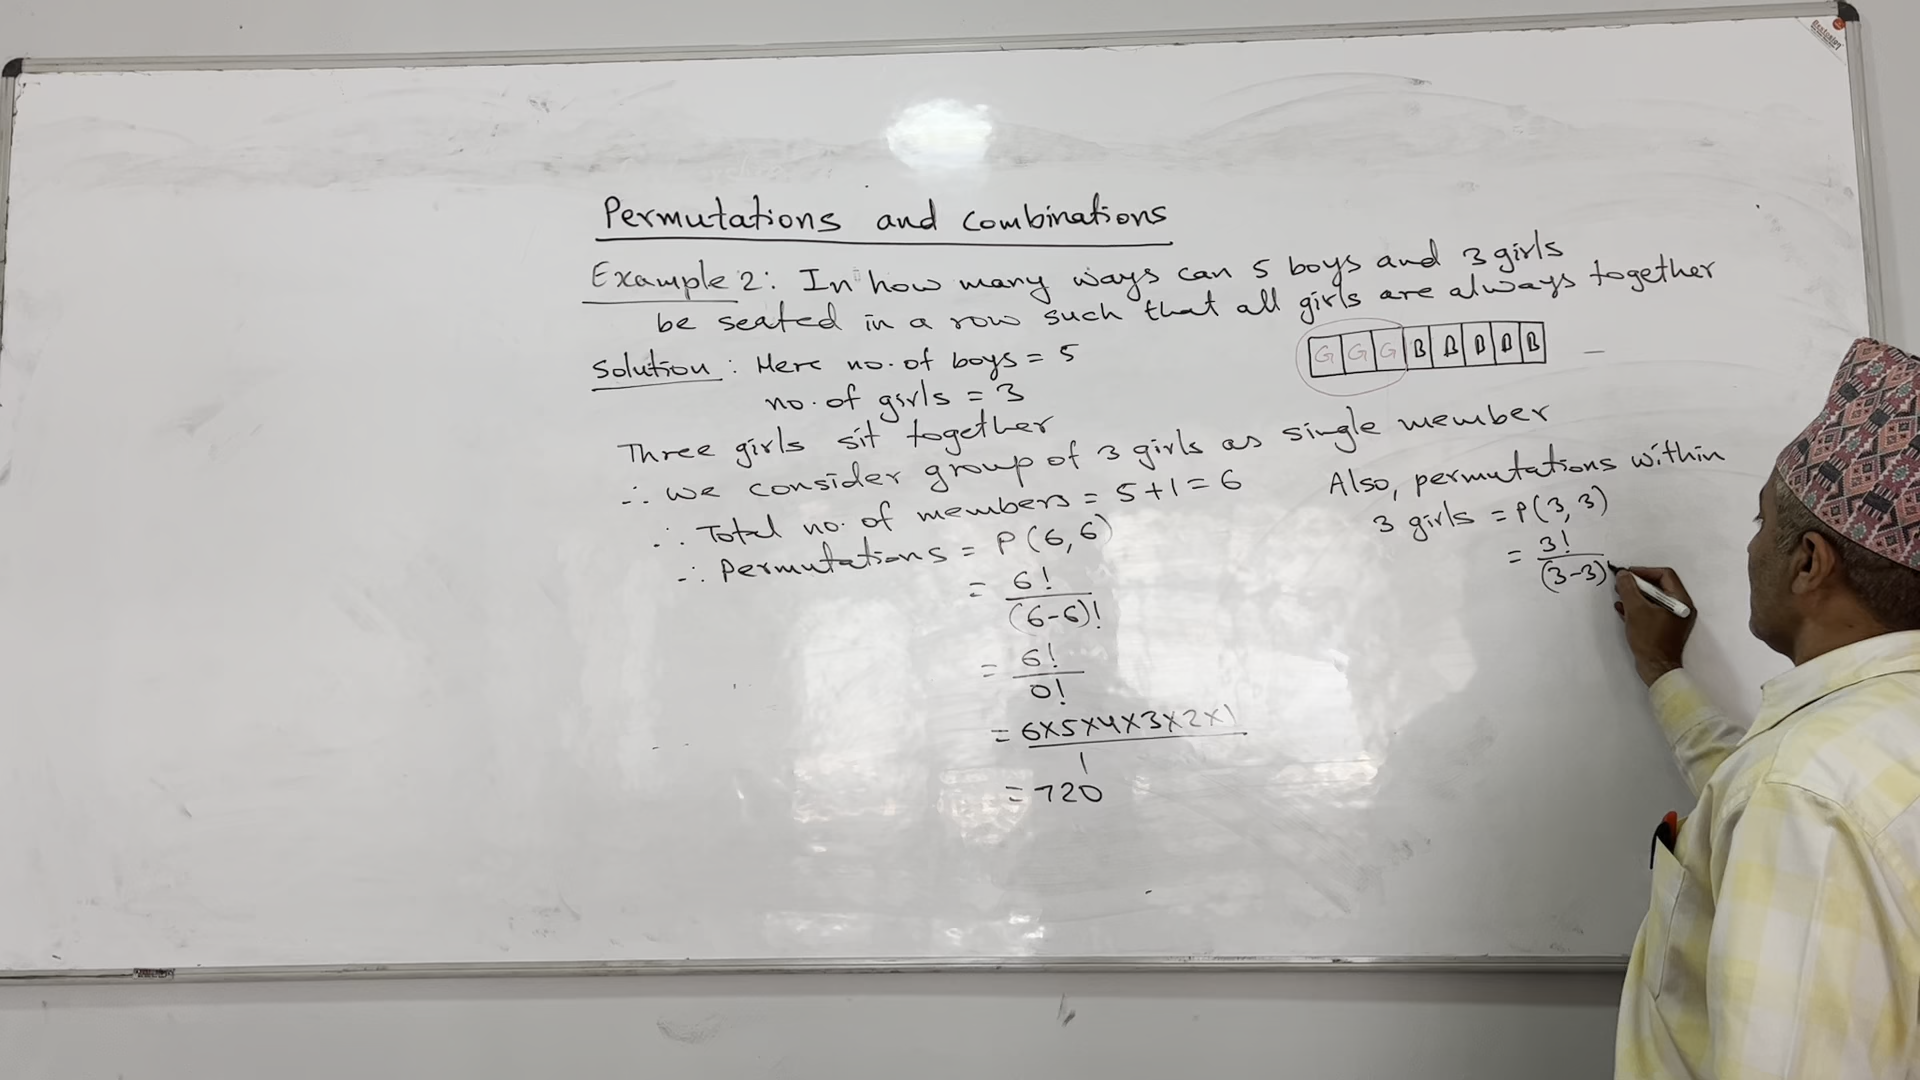 Permutations and Combinations
Example 2: In how many ways can 5 boys and 3 girls
be seated in a row such that all girls are always together
G G G B B B B B
Solution: Here no. of boys = 5
no. of girls = 3
Three girls sit together
∴ we consider group of 3 girls as single member
∴ Total no. of members = 5+1 = 6
∴ Permutations = P(6,6)
= 6! / (6-6)!
= 6! / 0!
= 6×5×4×3×2×1 / 1
= 720
Also, permutations within
3 girls = P(3,3)
= 3! / (3-3)